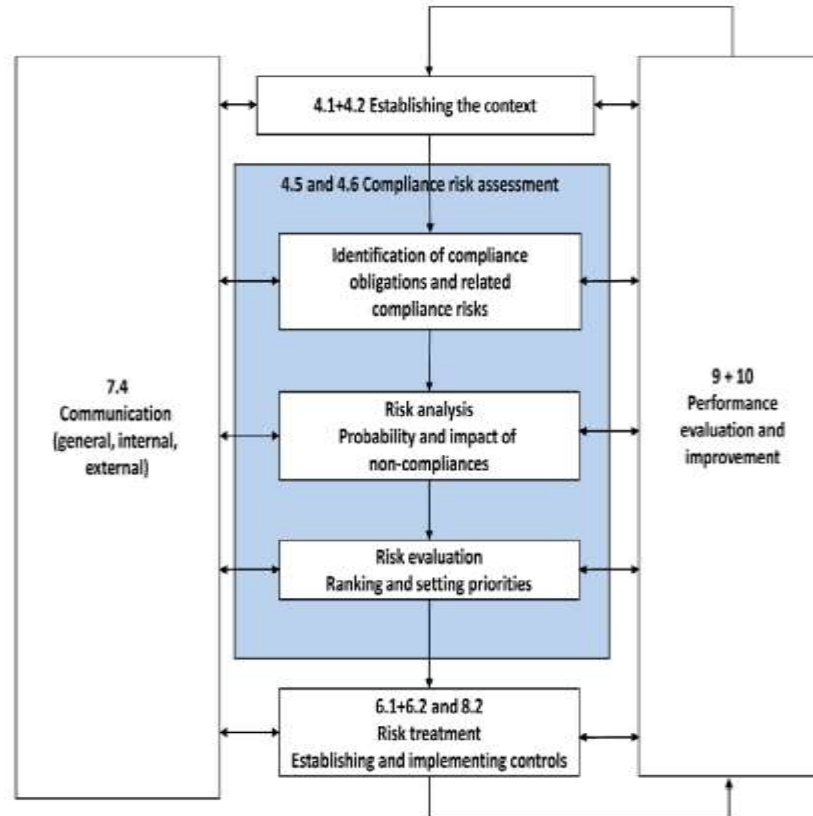 4.1+4.2 Establishing the context
4.5 and 4.6 Compliance risk assessment
Identification of compliance
obligations and related
compliance risks
7.4
Communication
(general, internal,
external)
Risk analysis
Probability and impact of
non-compliances
9 + 10
Performance
evaluation and
improvement
Risk evaluation
Ranking and setting priorities
6.1+6.2 and 8.2
Risk treatment
Establishing and implementing controls